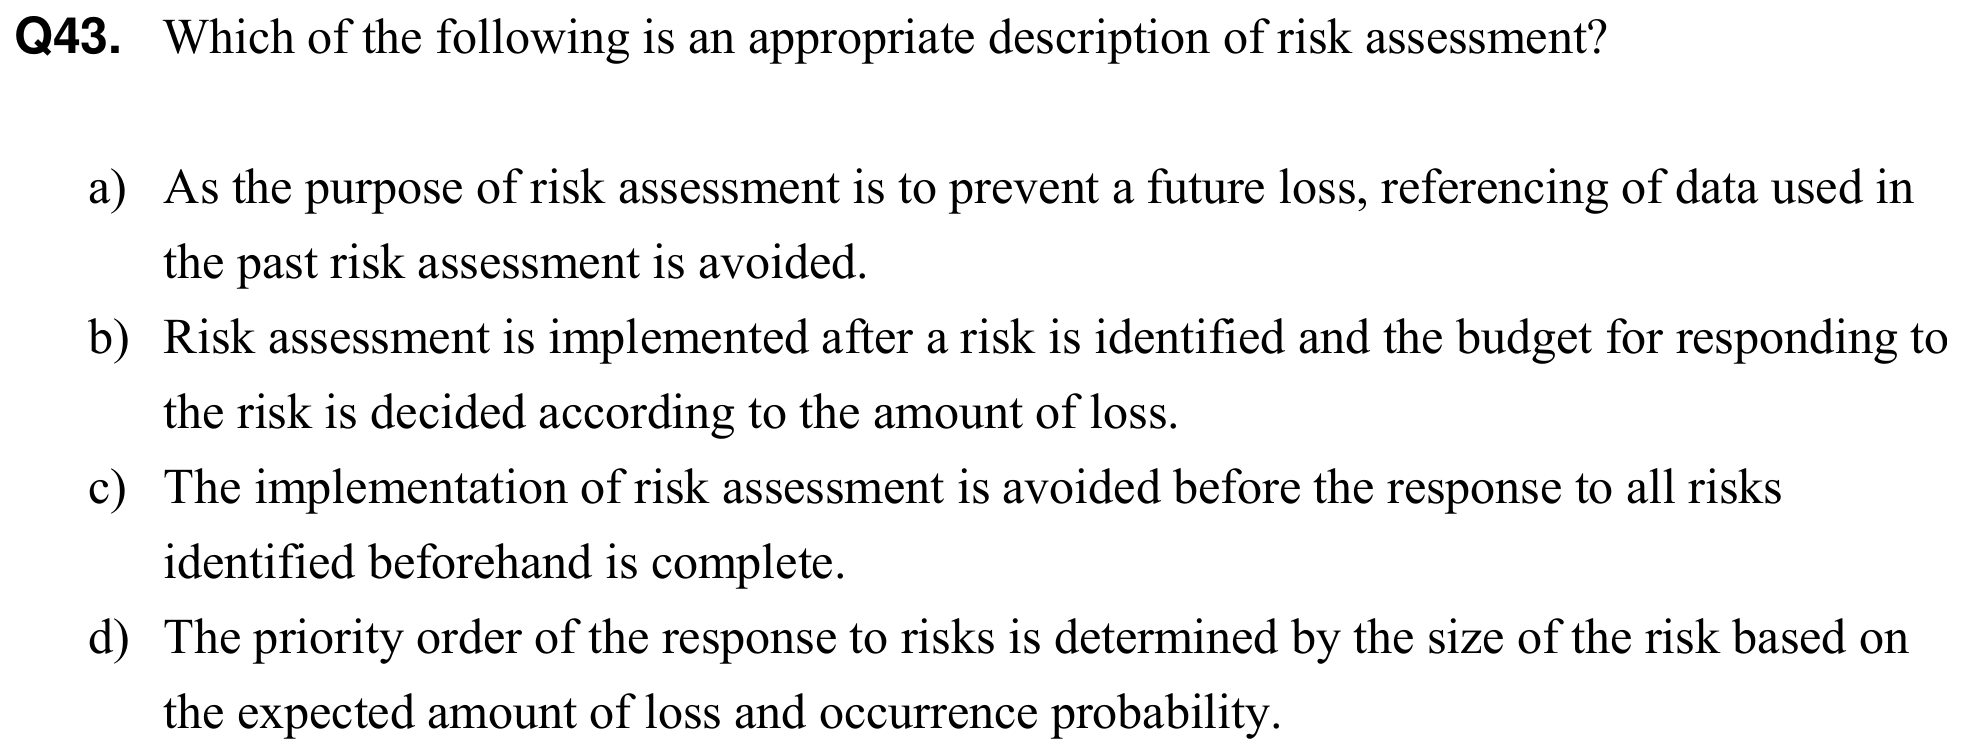 Q43. Which of the following is an appropriate description of risk assessment?
a) As the purpose of risk assessment is to prevent a future loss, referencing of data used in
the past risk assessment is avoided.
b) Risk assessment is implemented after a risk is identified and the budget for responding to
the risk is decided according to the amount of loss.
c) The implementation of risk assessment is avoided before the response to all risks
identified beforehand is complete.
d) The priority order of the response to risks is determined by the size of the risk based on
the expected amount of loss and occurrence probability.